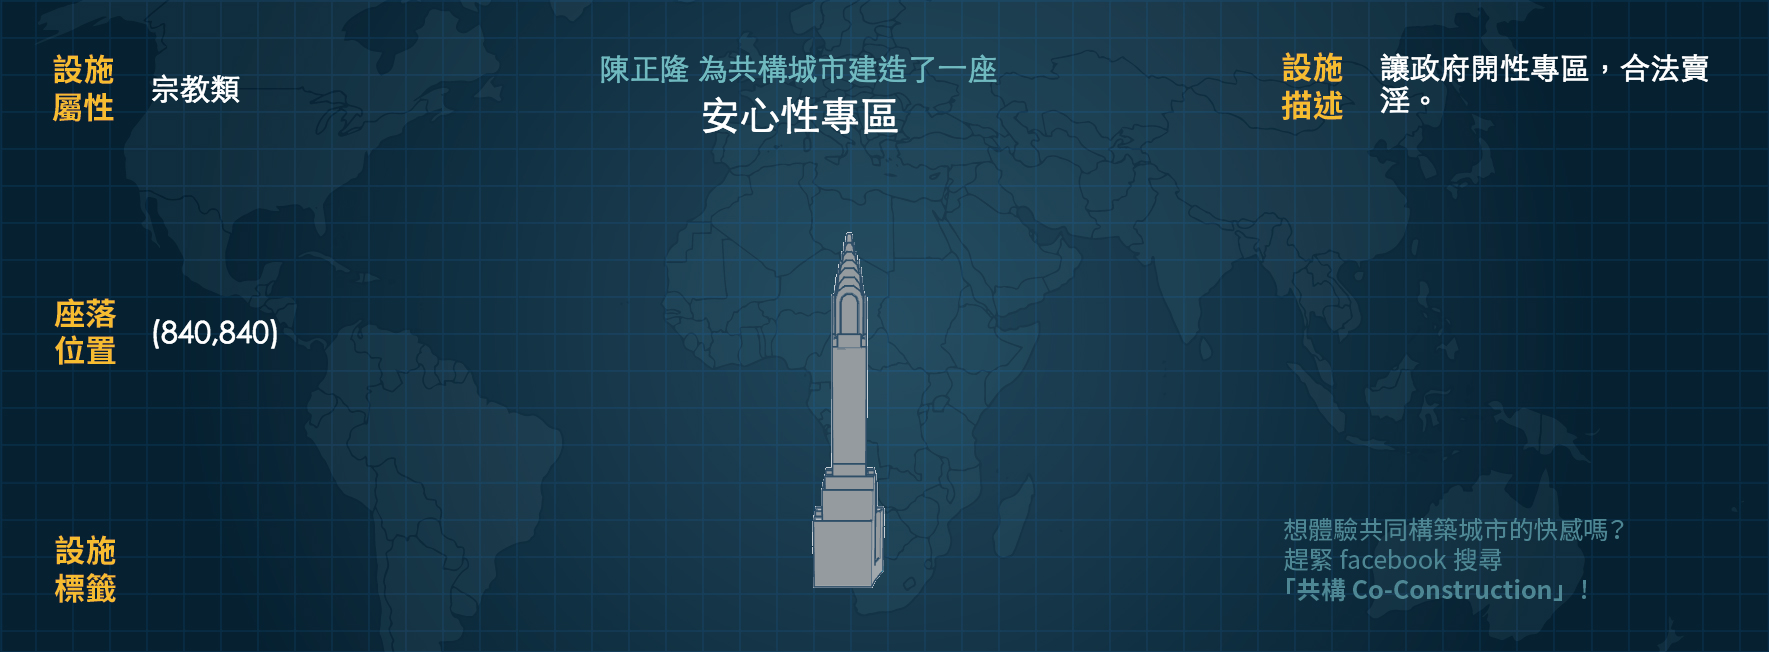 設施
屬性
宗教類
陳正隆 為共構城市建造了一座
安心性專區
設施
描述
讓政府開性專區，合法賣
淫。
座落
位置
(840,840)
設施
標籤
想體驗共同構築城市的快感嗎?
趕緊 facebook 搜尋
「共構 Co-Construction」!